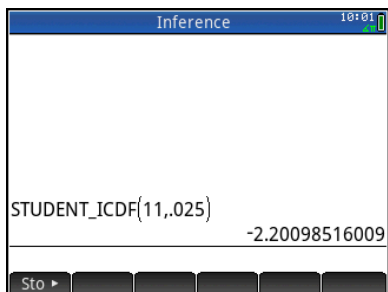 Inference
10:01
∡π
STUDENT_ICDF(11,.025)
-2.20098516009
Sto ▸